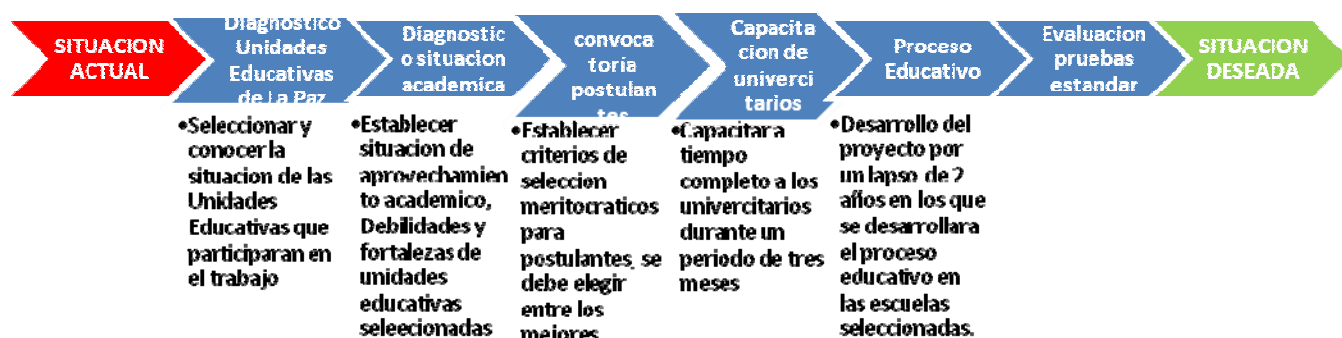 SITUACION
ACTUAL
Diagnostico
Unidades
Educativas
de La Paz
Diagnostic
o situacion
academica
convoca
toria
postulan
tes
Capacita
cion de
univerci
tarios
Proceso
Educativo
Evaluacion
pruebas
estandar
SITUACION
DESEADA
•Seleccionar y
conocer la
situacion de las
Unidades
Educativas que
participaran en
el trabajo
•Establecer
situacion de
aprovechamien
to academico,
Debilidades y
fortalezas de
unidades
educativas
seleecionadas
•Establecer
criterios de
seleccion
meritocraticos
para
postulantes, se
debe elegir
entre los
mejores
•Capacitar a
tiempo
completo a los
univercitarios
durante un
periodo de tres
meses
•Desarrollo del
proyecto por
un lapso de 2
años en los que
se desarrollara
el proceso
educativo en
las escuelas
seleccionadas.